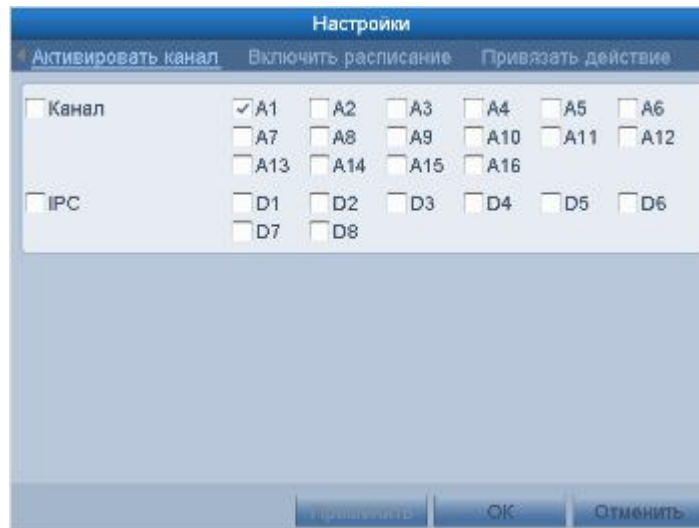 Настройки
Активировать канал Включить расписание Привязать действие
Канал A1 A2 A3 A4 A5 A6
A7 A8 A9 A10 A11 A12
A13 A14 A15 A16
IPC D1 D2 D3 D4 D5 D6
D7 D8
Применить OK Отменить